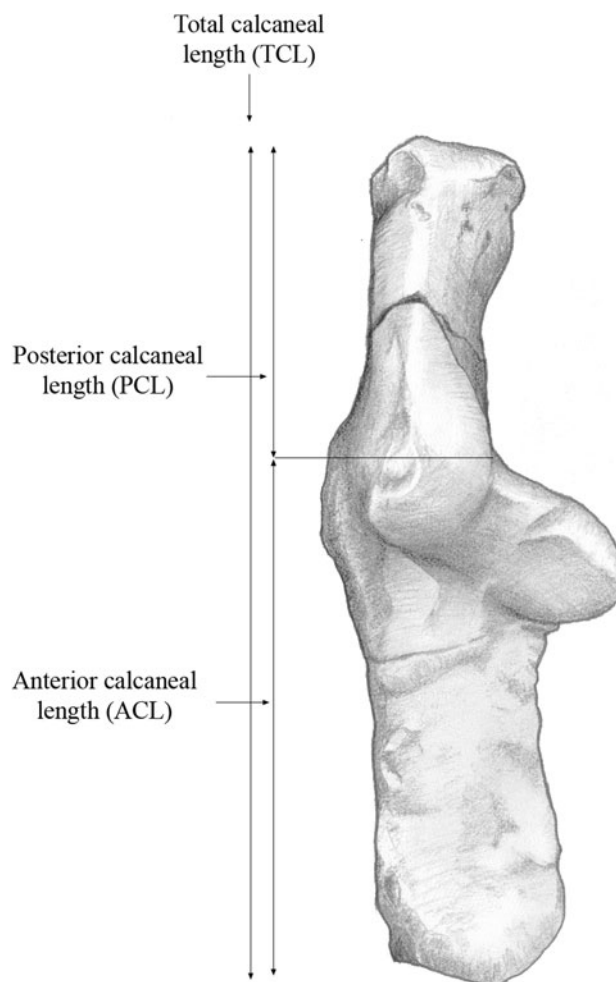 Total calcaneal
length (TCL)
Posterior calcaneal
length (PCL)
Anterior calcaneal
length (ACL)